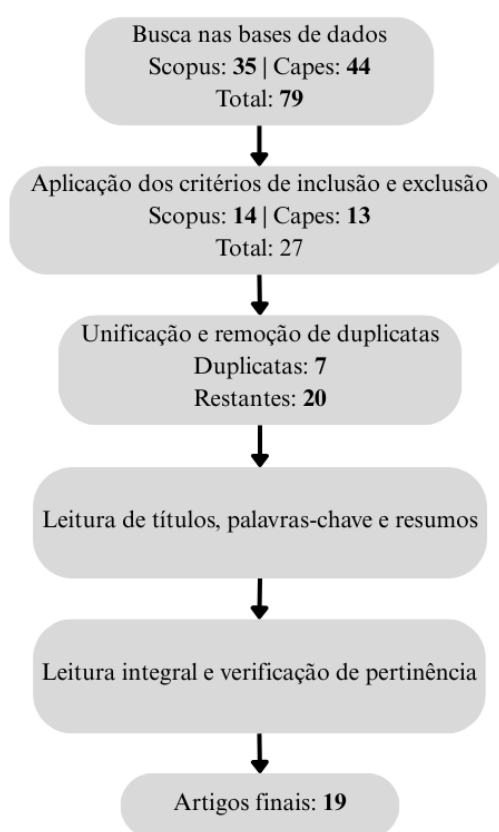 Busca nas bases de dados
Scopus: 35 | Capes: 44
Total: 79
Aplicação dos critérios de inclusão e exclusão
Scopus: 14 | Capes: 13
Total: 27
Unificação e remoção de duplicatas
Duplicatas: 7
Restantes: 20
Leitura de títulos, palavras-chave e resumos
Leitura integral e verificação de pertinência
Artigos finais: 19